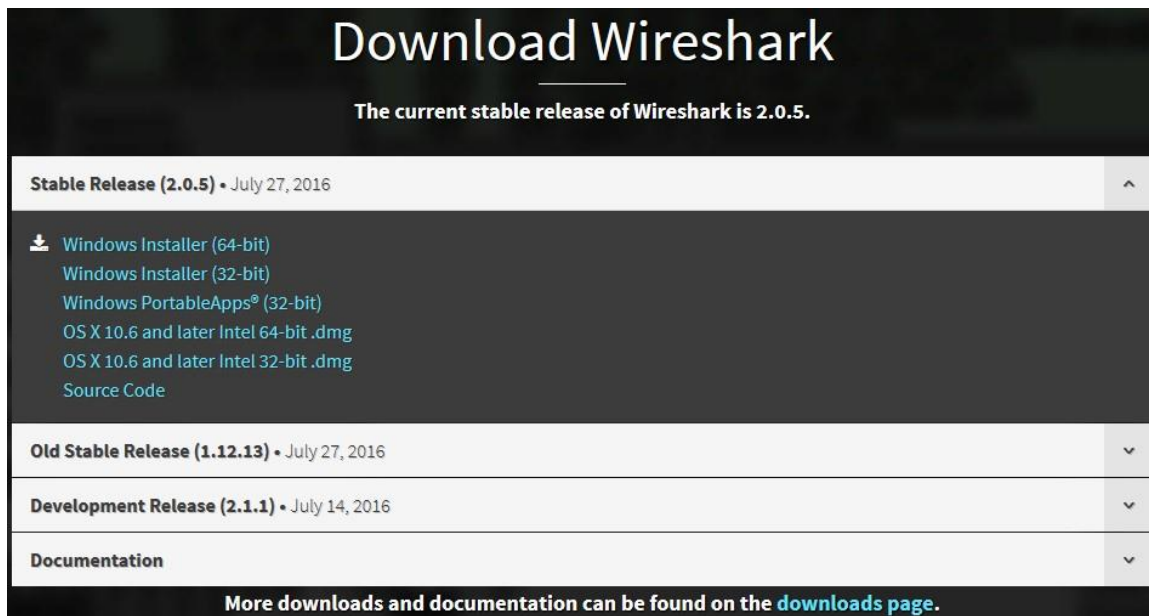 Download Wireshark
The current stable release of Wireshark is 2.0.5.
Stable Release (2.0.5) • July 27, 2016
Windows Installer (64-bit)
Windows Installer (32-bit)
Windows PortableApps® (32-bit)
OS X 10.6 and later Intel 64-bit .dmg
OS X 10.6 and later Intel 32-bit .dmg
Source Code
Old Stable Release (1.12.13) • July 27, 2016
Development Release (2.1.1) • July 14, 2016
Documentation
More downloads and documentation can be found on the downloads page.